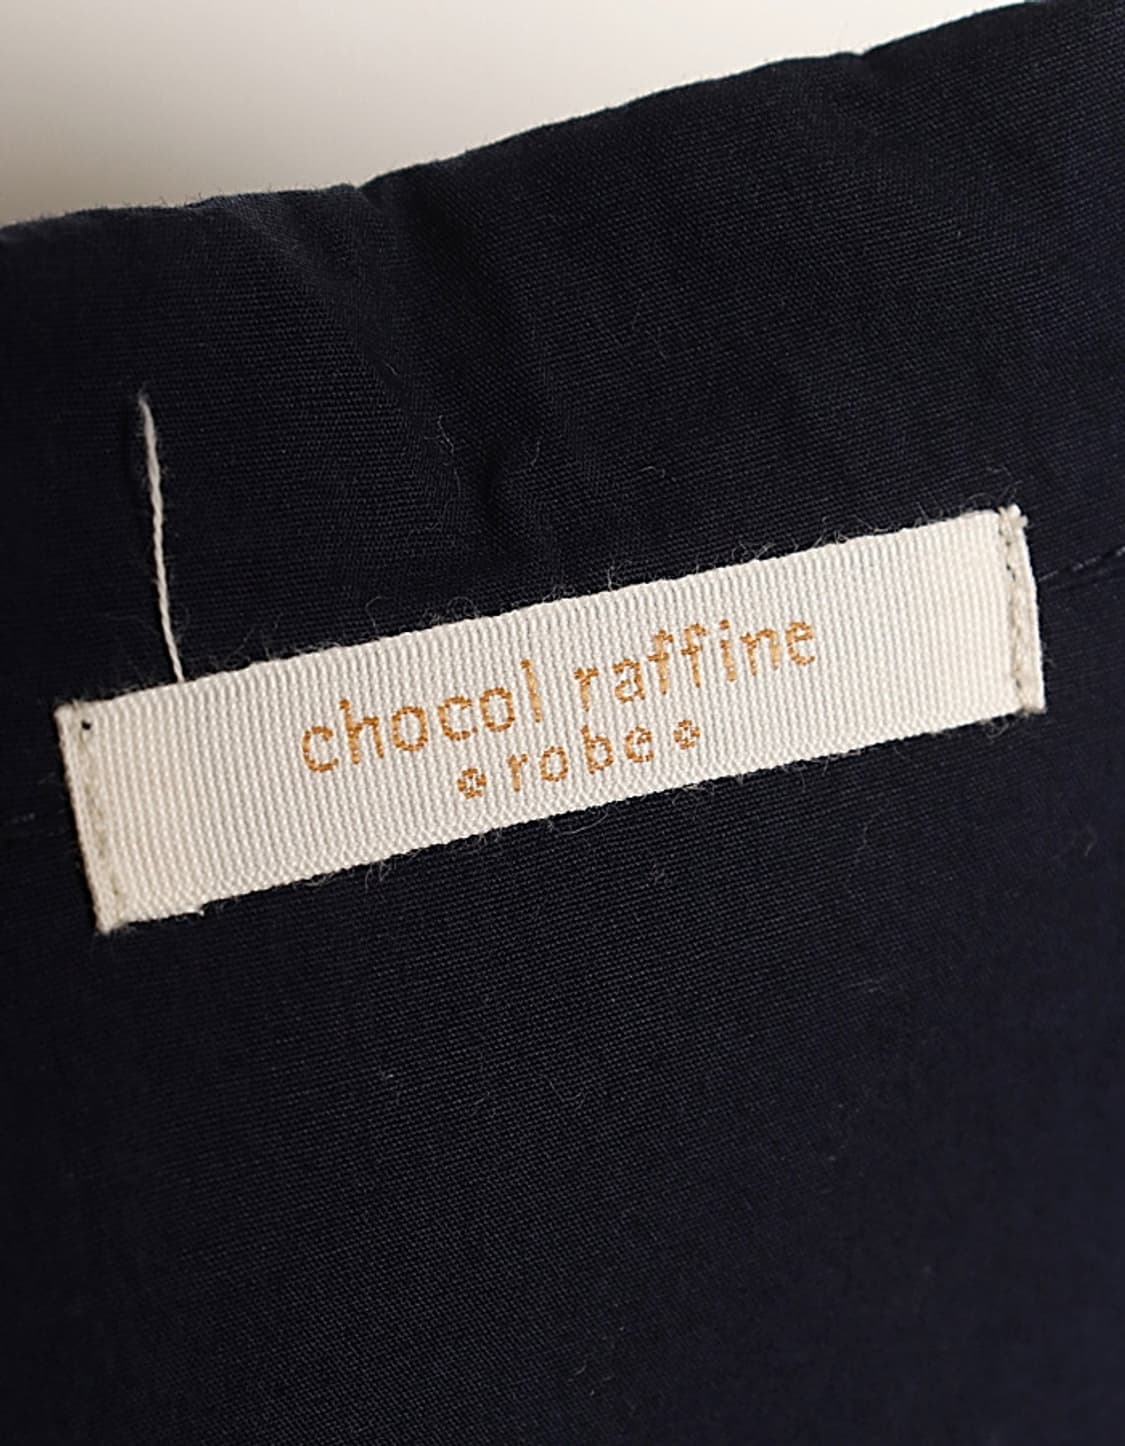 chocol raffine
robe